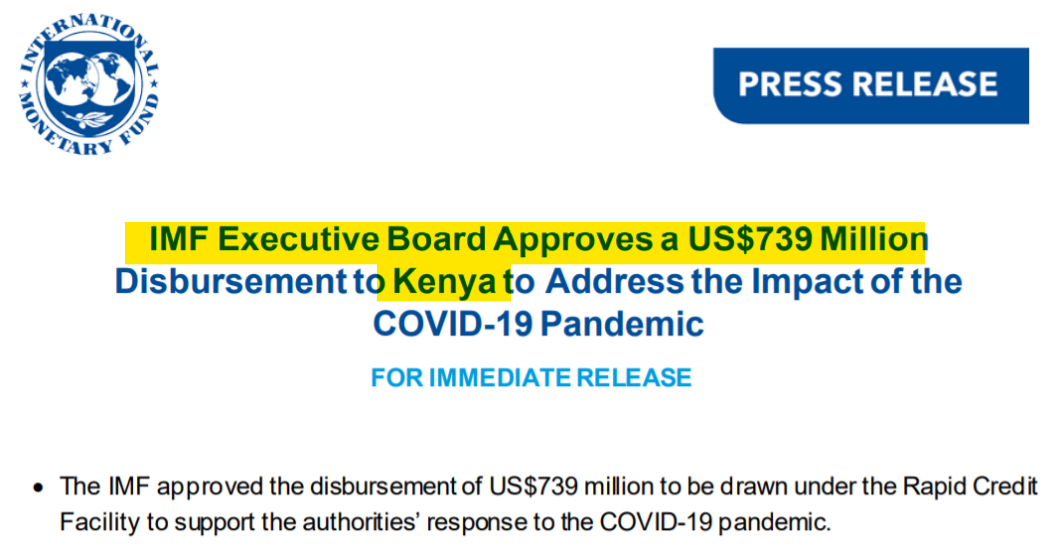 INTERNATIONAL MONETARY FUND
PRESS RELEASE
IMF Executive Board Approves a US$739 Million
Disbursement to Kenya to Address the Impact of the
COVID-19 Pandemic
FOR IMMEDIATE RELEASE
• The IMF approved the disbursement of US$739 million to be drawn under the Rapid Credit
Facility to support the authorities’ response to the COVID-19 pandemic.